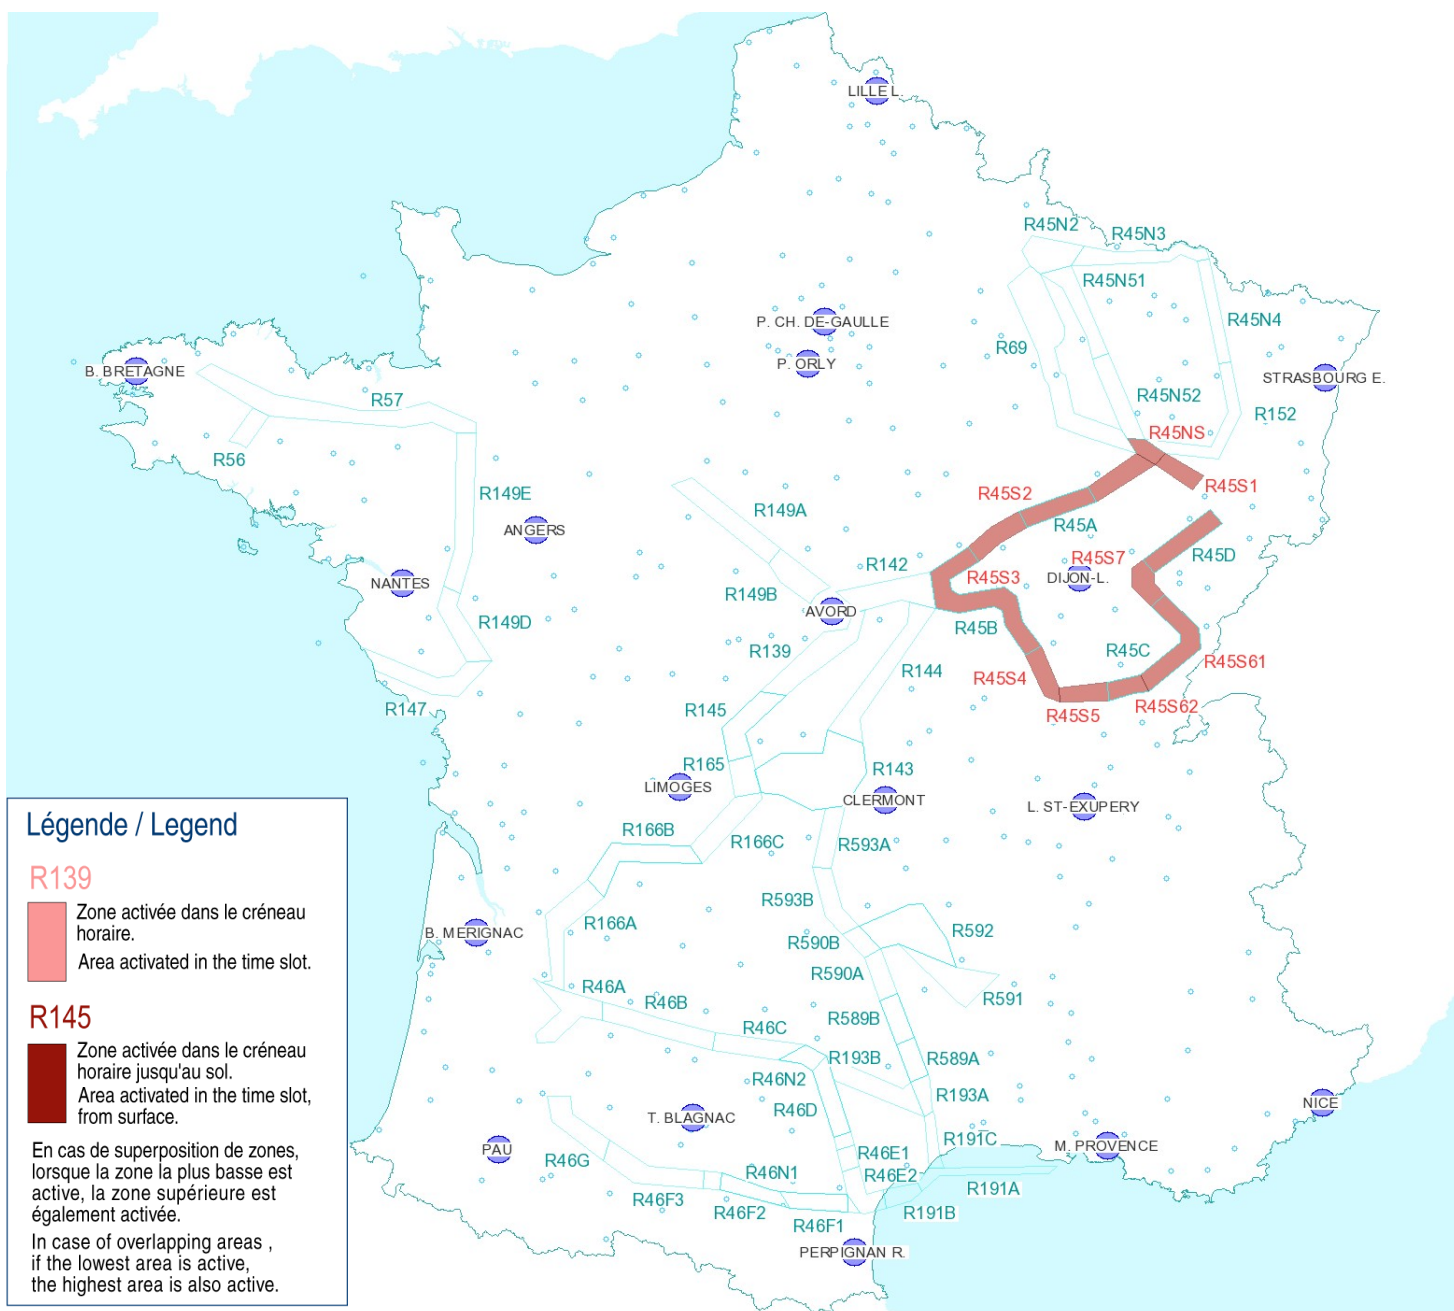 LILLE L.
R45N2
R45N3
R45N51
P. CH. DE-GAULLE
R45N4
R69
P. ORLY
B. BRETAGNE
STRASBOURG E.
R57
R45N52
R152
R45NS
R56
R45S1
R149E
R45S2
R149A
R45A
ANGERS
R45S7
R45D
R142
R45S3
DIJON-L.
NANTES
R149B
AVORD
R149D
R45B
R139
R45C
R45S61
R144
R45S4
R147
R145
R45S5
R45S62
R165
R143
LIMOGES
CLERMONT
L. ST-EXUPERY
R166B
R166C
R593A
R593B
R166A
B. MERIGNAC
R590B
R592
R590A
R46A
R46B
R591
R46C
R589B
R193B
R589A
R46N2
R193A
R46D
T. BLAGNAC
NICE
PAU
R191C
M. PROVENCE
R46G
R46E1
R46N1
R46E2
R46F3
R191A
R46F2
R46F1
R191B
PERPIGNAN R.
Légende / Legend
R139
Zone activée dans le créneau
horaire.
Area activated in the time slot.
R145
Zone activée dans le créneau
horaire jusqu'au sol.
Area activated in the time slot,
from surface.
En cas de superposition de zones,
lorsque la zone la plus basse est
active, la zone supérieure est
également activée.
In case of overlapping areas ,
if the lowest area is active,
the highest area is also active.